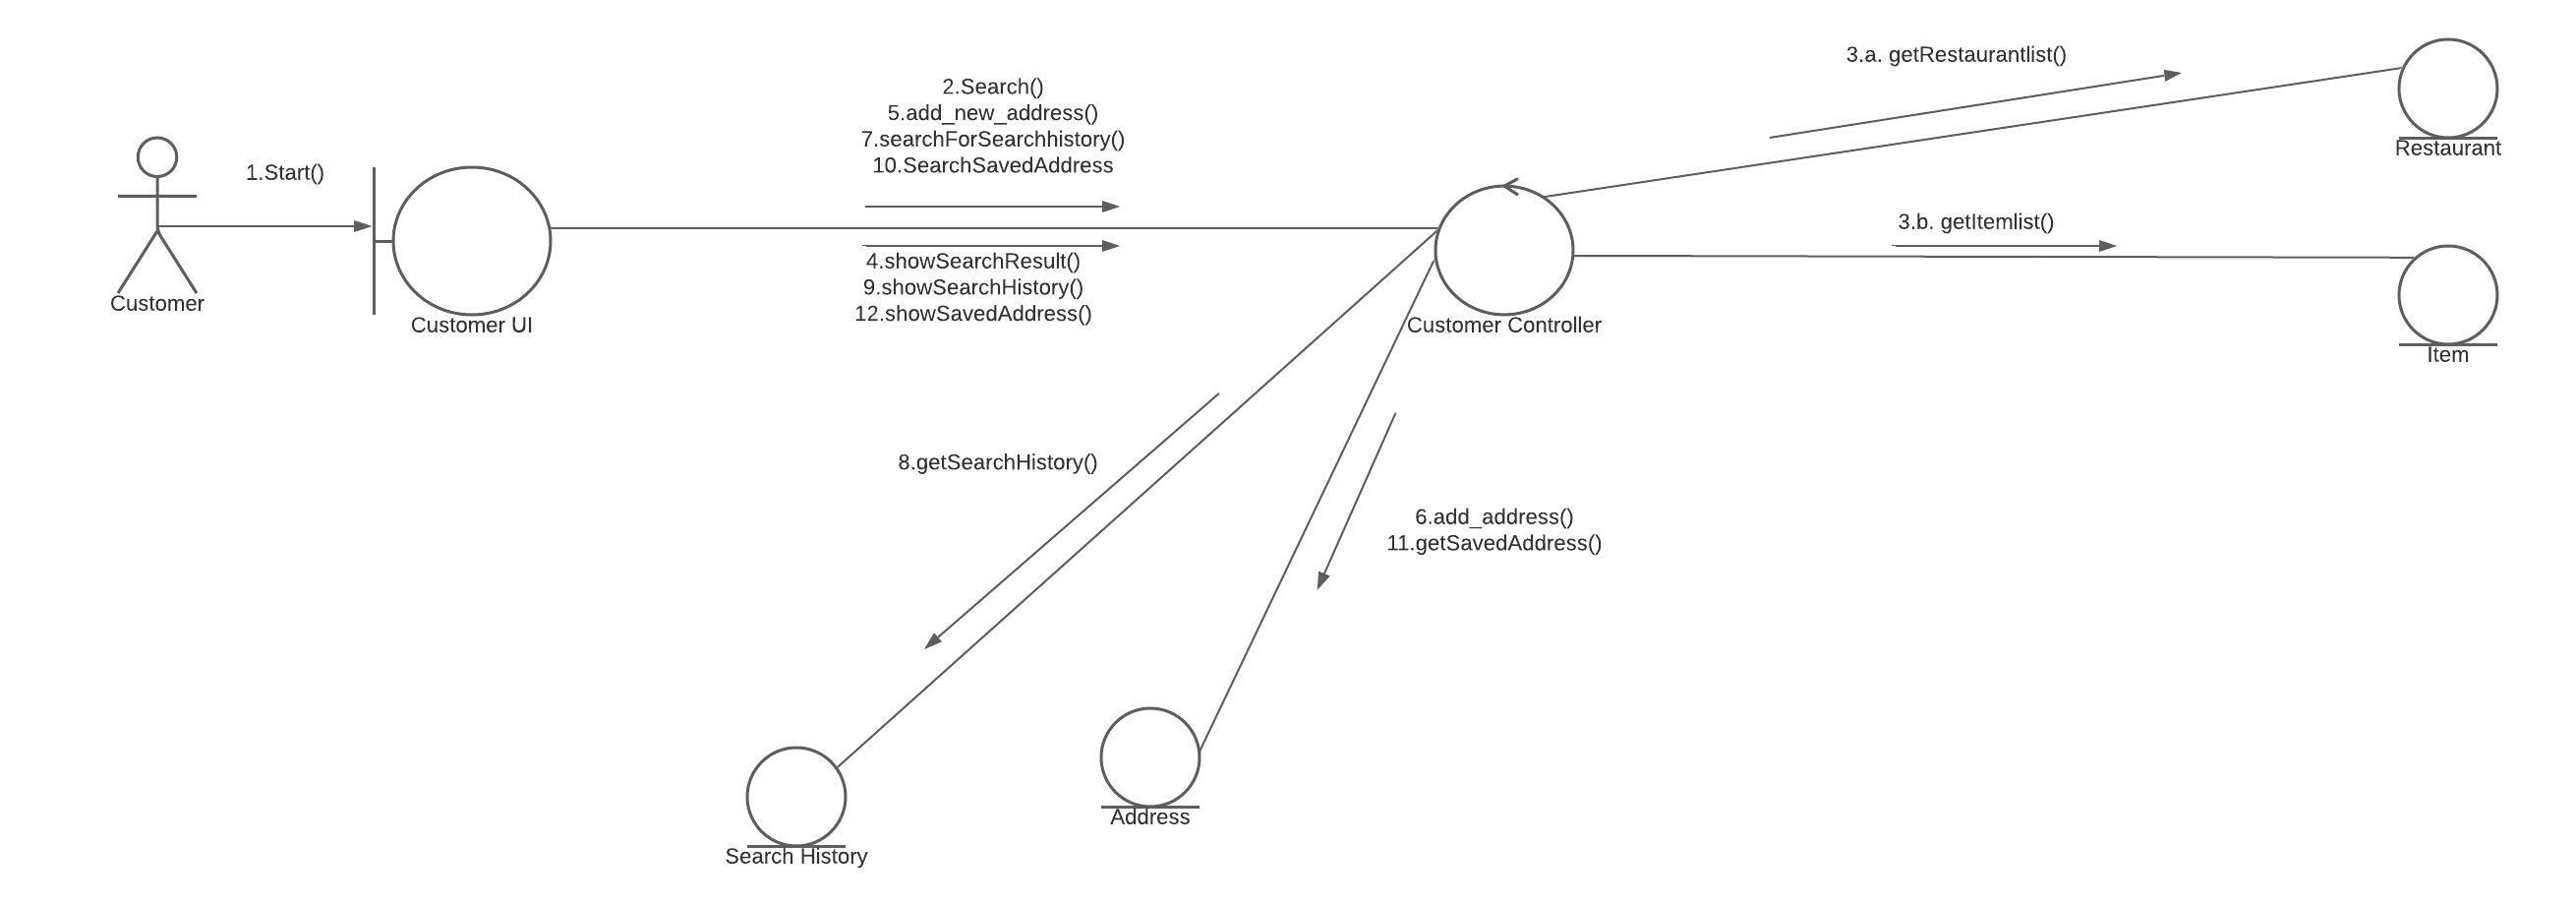 3.a. getRestaurantlist()
2.Search()
5.add_new_address()
7.searchForSearchhistory()
10.SearchSavedAddress
Restaurant
1.Start()
3.b. getItemlist()
4.showSearchResult()
9.showSearchHistory()
12.showSavedAddress()
Customer
Customer UI
Customer Controller
Item
8.getSearchHistory()
6.add_address()
11.getSavedAddress()
Address
Search History